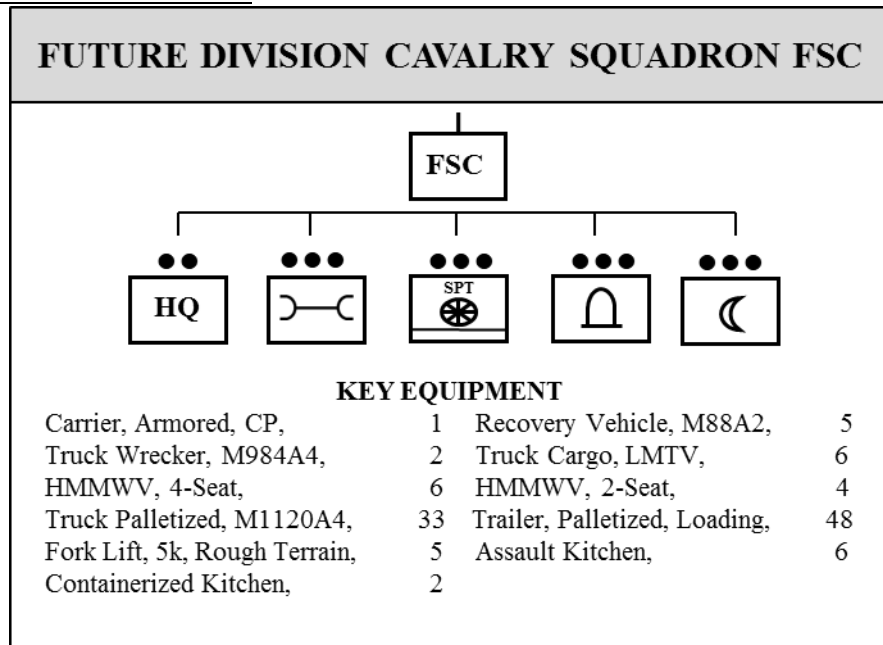 FUTURE DIVISION CAVALRY SQUADRON FSC
FSC
HQ
SPT
KEY EQUIPMENT
Carrier, Armored, CP, 1 Recovery Vehicle, M88A2, 5
Truck Wrecker, M984A4, 2 Truck Cargo, LMTV, 6
HMMWV, 4-Seat, 6 HMMWV, 2-Seat, 4
Truck Palletized, M1120A4, 33 Trailer, Palletized, Loading, 48
Fork Lift, 5k, Rough Terrain, 5 Assault Kitchen, 6
Containerized Kitchen, 2